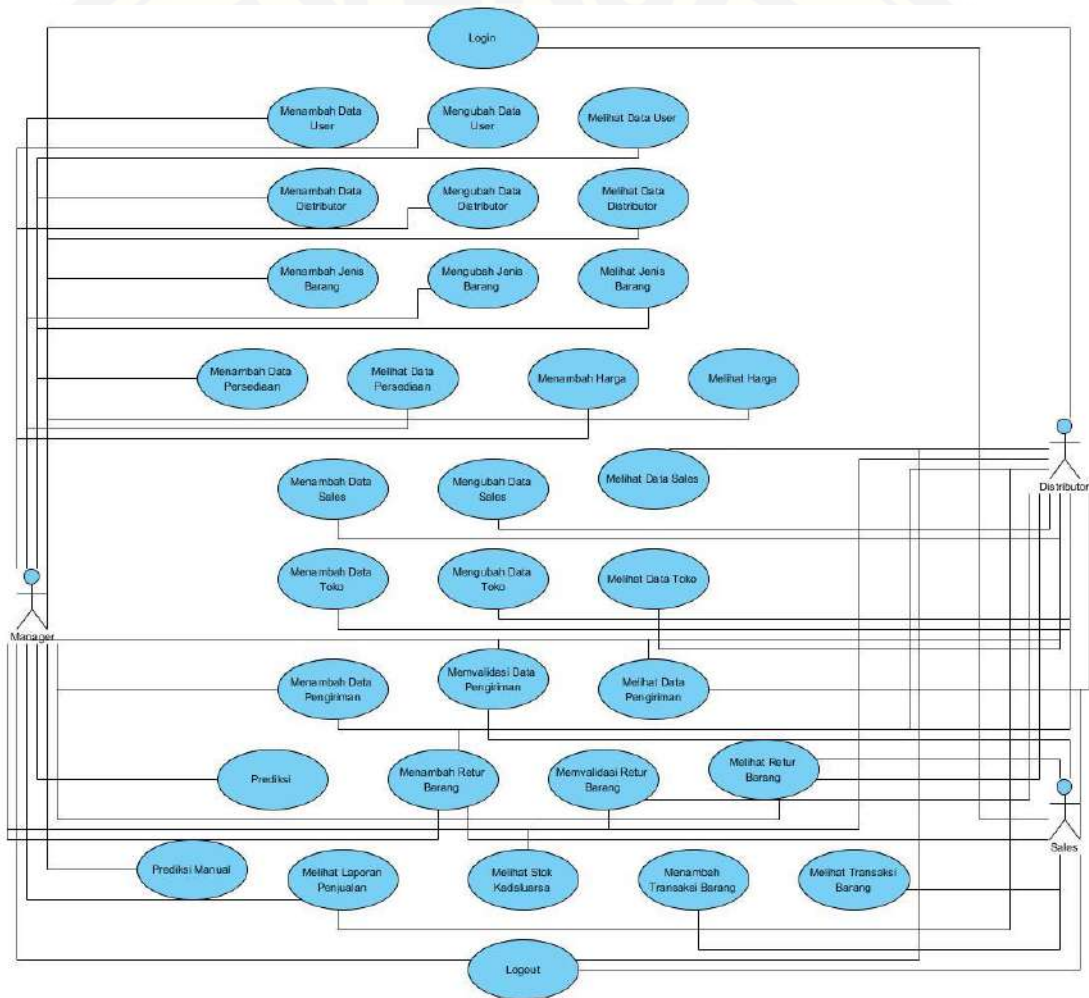 Login
Menambah Data
User
Mengubah Data
User
Melihat Data User
Menambah Data
Distributor
Mengubah Data
Distributor
Melihat Data
Distributor
Menambah Jenis
Barang
Mengubah Jenis
Barang
Melihat Jenis
Barang
Menambah Data
Persediaan
Melihat Data
Persediaan
Menambah Harga
Melihat Harga
Menambah Data
Sales
Mengubah Data
Sales
Melihat Data Sales
Distributor
Menambah Data
Toko
Mengubah Data
Toko
Melihat Data Toko
Manager
Menambah Data
Pengiriman
Memvalidasi Data
Pengiriman
Melihat Data
Pengiriman
Prediksi
Menambah Retur
Barang
Memvalidasi Retur
Barang
Melihat Retur
Barang
Sales
Prediksi Manual
Melihat Laporan
Penjualan
Melihat Stok
Kadaluarsa
Menambah
Transaksi Barang
Melihat Transaksi
Barang
Logout